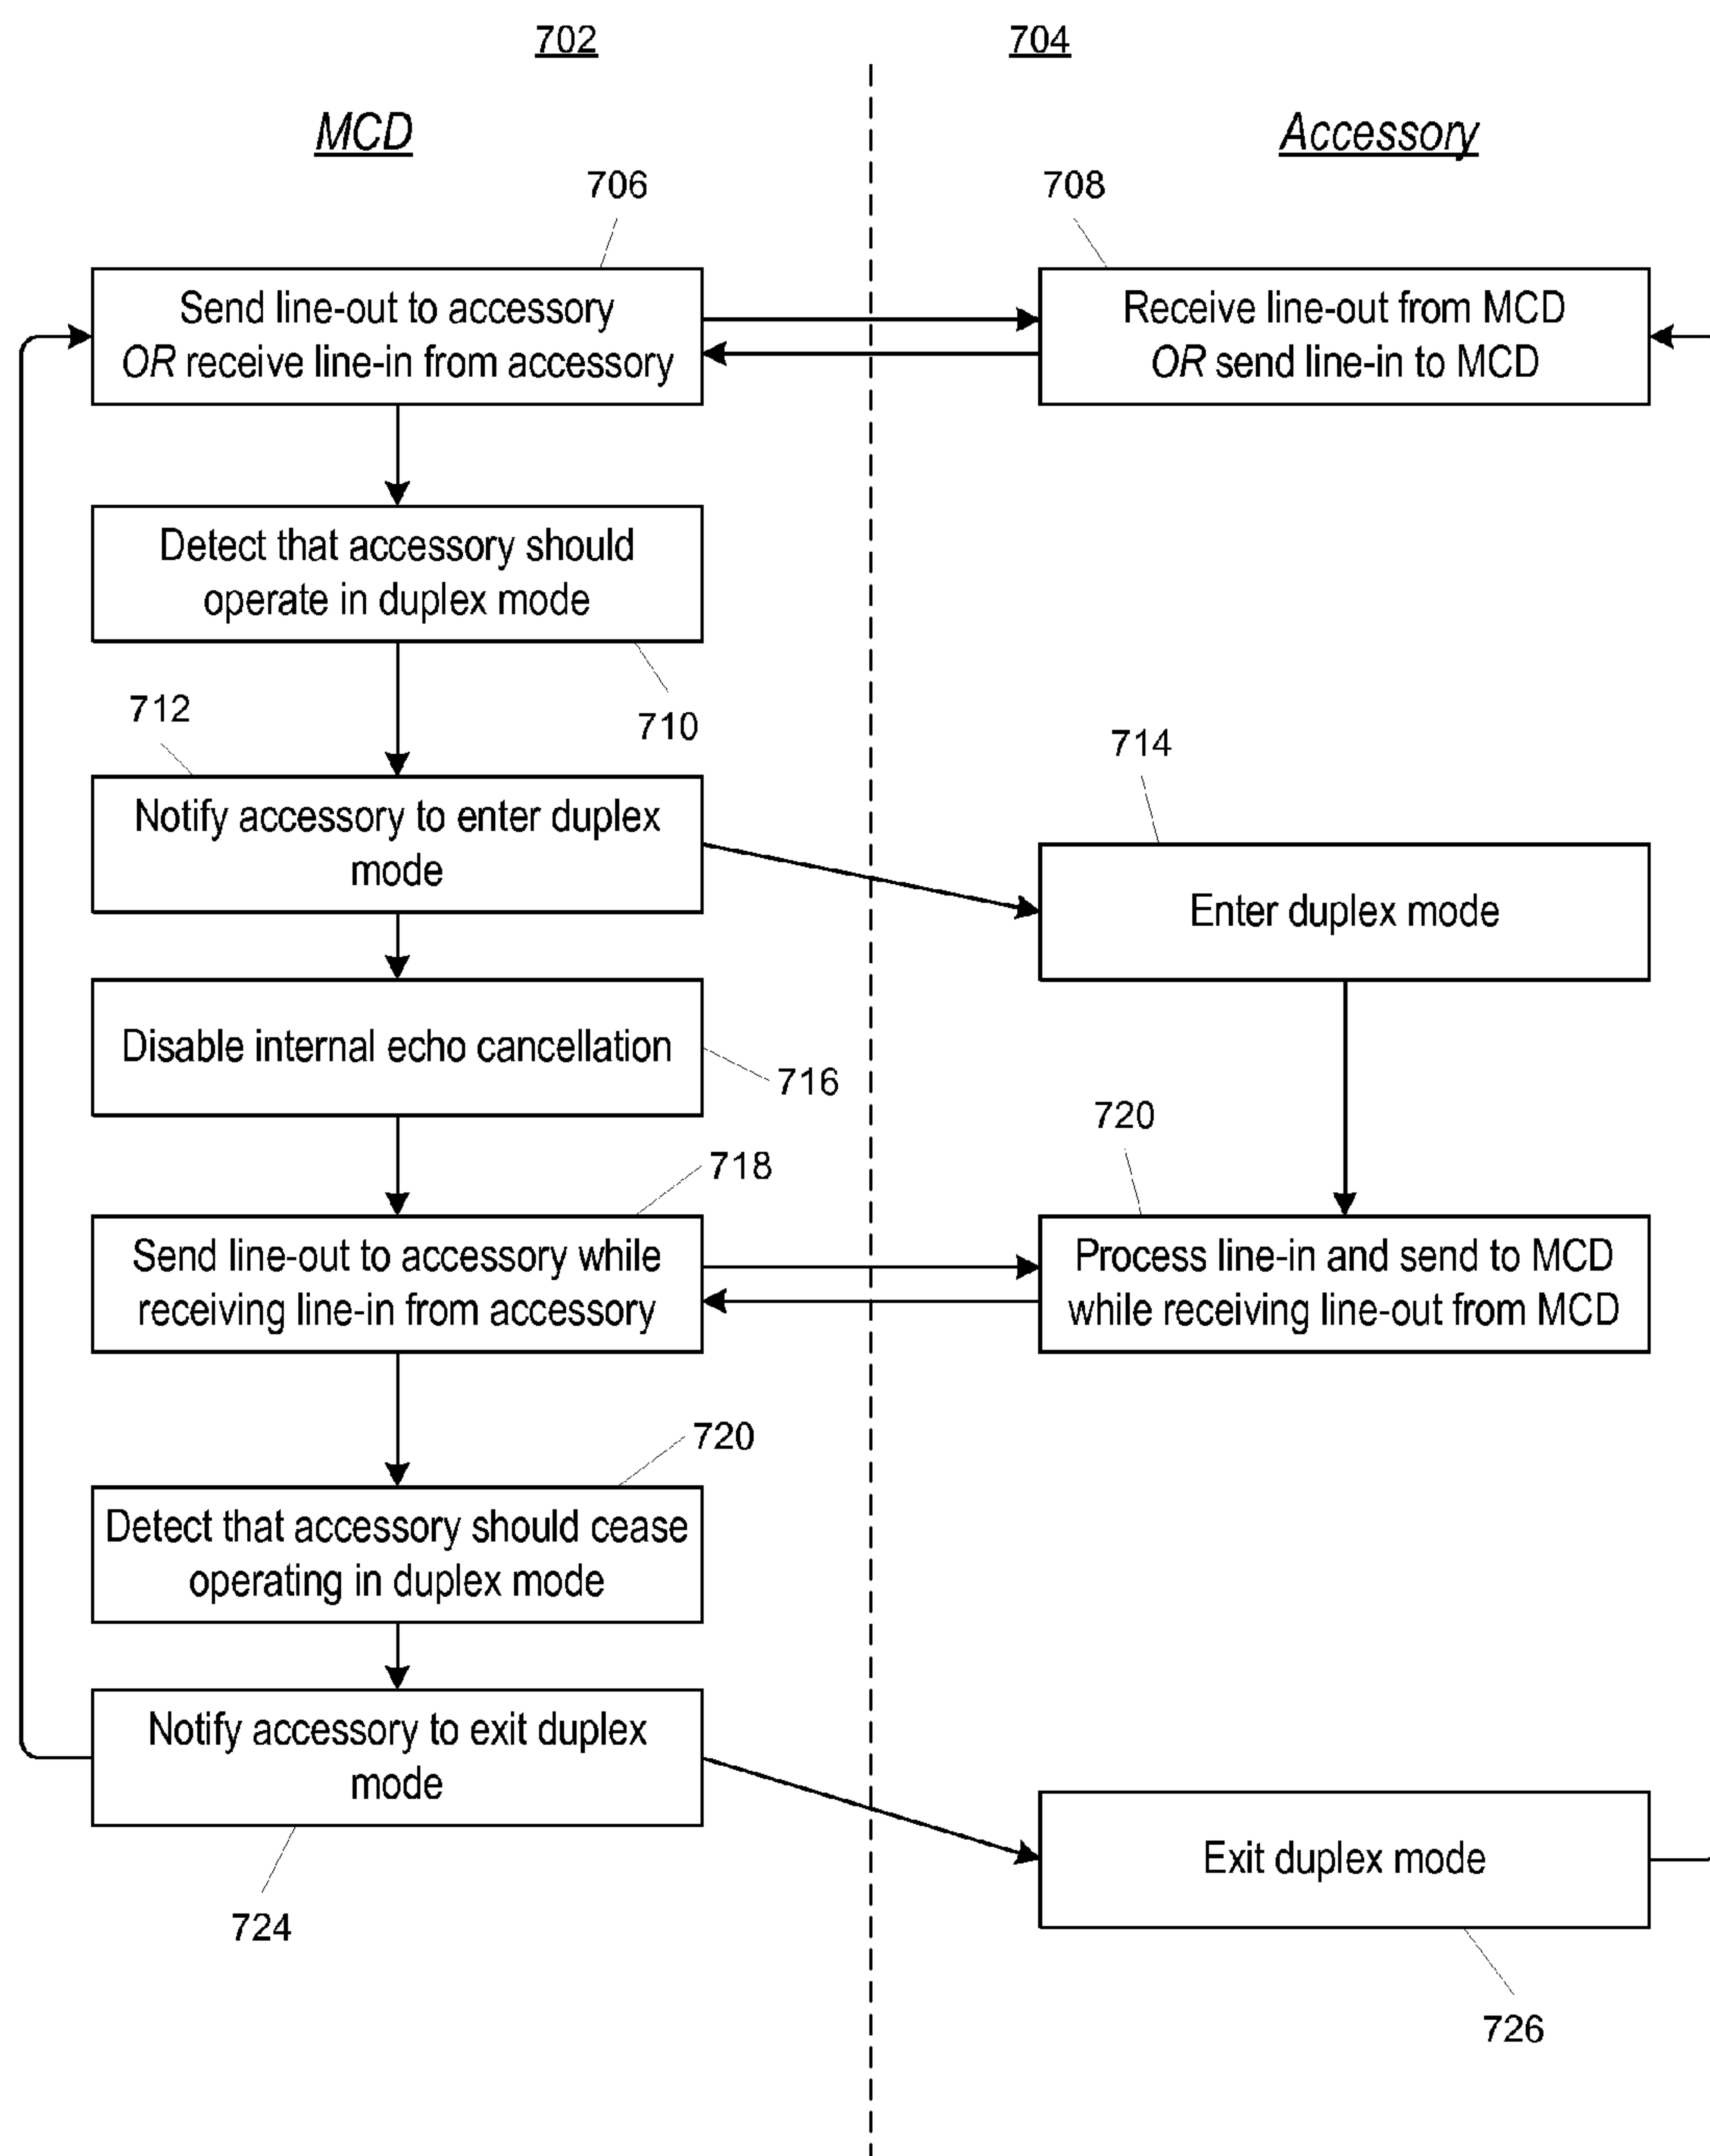 702
704
MCD
Accessory
706
708
Send line-out to accessory
OR receive line-in from accessory
Receive line-out from MCD
OR send line-in to MCD
Detect that accessory should
operate in duplex mode
710
712
714
Notify accessory to enter duplex
mode
Enter duplex mode
Disable internal echo cancellation
716
718
720
Send line-out to accessory while
receiving line-in from accessory
Process line-in and send to MCD
while receiving line-out from MCD
720
Detect that accessory should cease
operating in duplex mode
Notify accessory to exit duplex
mode
724
Exit duplex mode
726